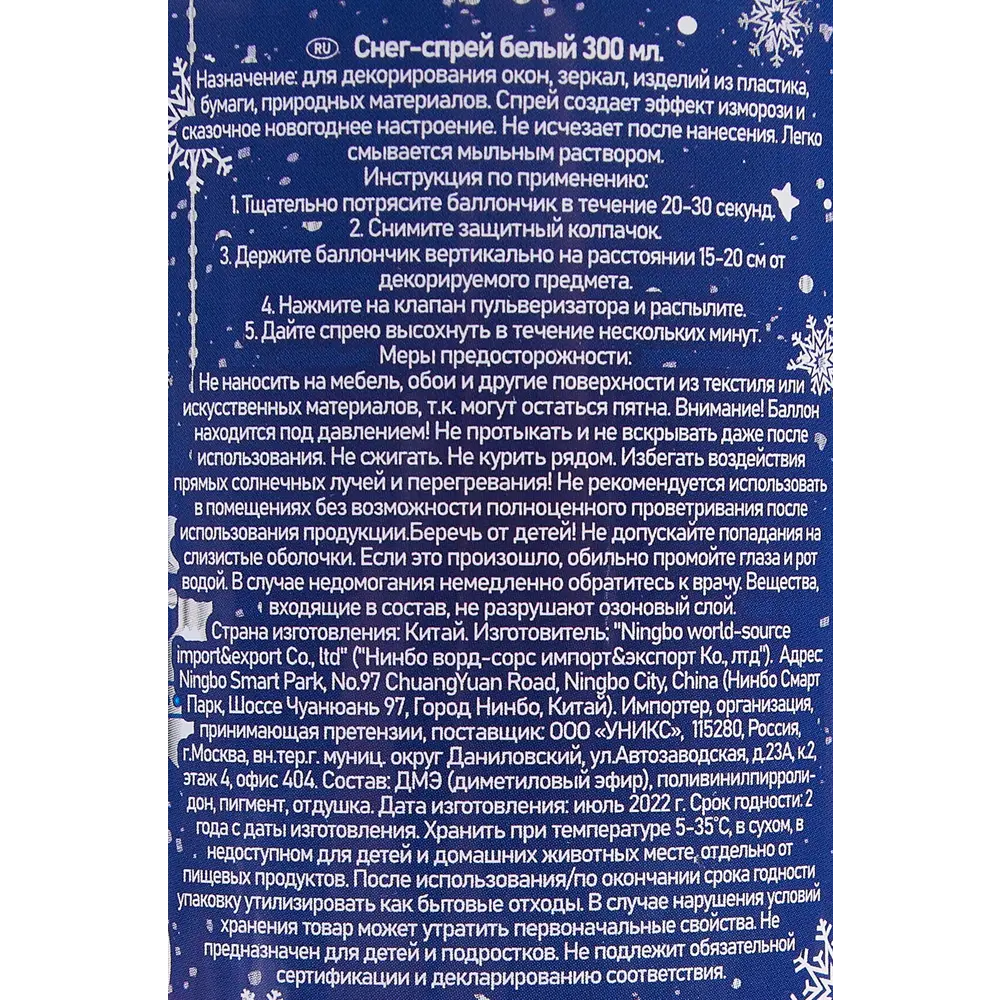 RU Снег-спрей белый 300 мл.
Назначение: для декорирования окон, зеркал, изделий из пластика,
бумаги, природных материалов. Спрей создает эффект изморози и
сказочное новогоднее настроение. Не исчезает после нанесения. Легко
смывается мыльным раствором.
Инструкция по применению:
1. Тщательно потрясите баллончик в течение 20-30 секунд.
2. Снимите защитный колпачок.
3. Держите баллончик вертикально на расстоянии 15-20 см от
декорируемого предмета.
4. Нажмите на клапан пульверизатора и распылите.
5. Дайте спрею высохнуть в течение нескольких минут.
Меры предосторожности:
Не наносить на мебель, обои и другие поверхности из текстиля или
искусственных материалов, т.к. могут остаться пятна. Внимание! Баллон
находится под давлением! Не протыкать и не вскрывать даже после
использования. Не сжигать. Не курить рядом. Избегать воздействия
прямых солнечных лучей и перегревания! Не рекомендуется использовать
в помещениях без возможности полноценного проветривания после
использования продукции.Беречь от детей! Не допускайте попадания на
слизистые оболочки. Если это произошло, обильно промойте глаза и рот
водой. В случае недомогания немедленно обратитесь к врачу. Вещества,
входящие в состав, не разрушают озоновый слой.
Страна изготовления: Китай. Изготовитель: "Ningbo world-source
import&export Co., ltd" ("Нинбо ворд-сорс импорт&экспорт Ко., лтд"). Адрес
Ningbo Smart Park, No.97 ChuangYuan Road, Ningbo City, China (Нинбо Смарт
Парк, Шоссе Чуанюань 97, Город Нинбо, Китай). Импортер, организация,
принимающая претензии, поставщик: ООО «УНИКС», 115280, Россия,
г.Москва, вн.тер.г. муниц. округ Даниловский, ул.Автозаводская, д.23А, к.2,
этаж 4, офис 404. Состав: ДМЭ (диметиловый эфир), поливинилпирроли-
дон, пигмент, отдушка. Дата изготовления: июль 2022 г. Срок годности: 2
года с даты изготовления. Хранить при температуре 5-35°С, в сухом, в
недоступном для детей и домашних животных месте, отдельно от
пищевых продуктов. После использования/по окончании срока годности
упаковку утилизировать как бытовые отходы. В случае нарушения условий
хранения товар может утратить первоначальные свойства. Не
предназначен для детей и подростков. Не подлежит обязательной
сертификации и декларированию соответствия.